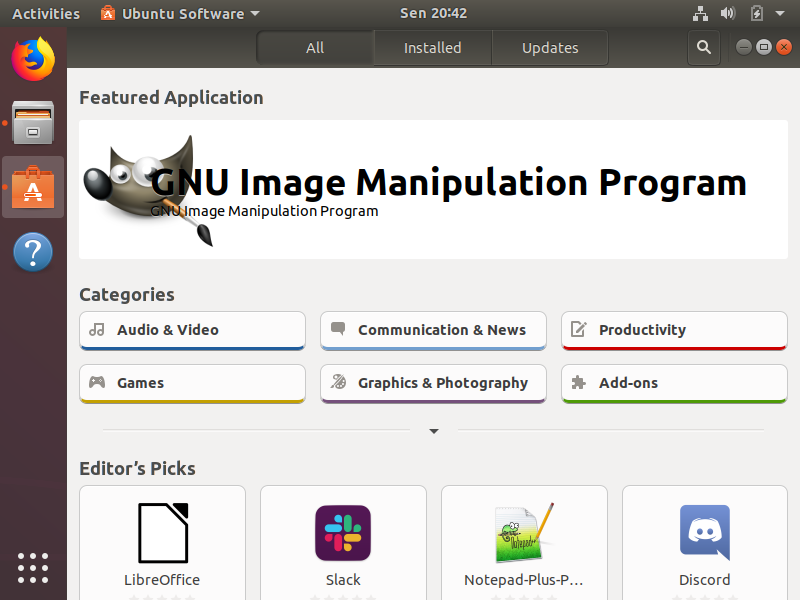 Activities
Ubuntu Software
Sen 20:42
All
Installed
Updates
Featured Application
GNU Image Manipulation Program
GNU Image Manipulation Program
Categories
Audio & Video
Communication & News
Productivity
Games
Graphics & Photography
Add-ons
Editor’s Picks
LibreOffice
Slack
Notepad-Plus-P…
Discord